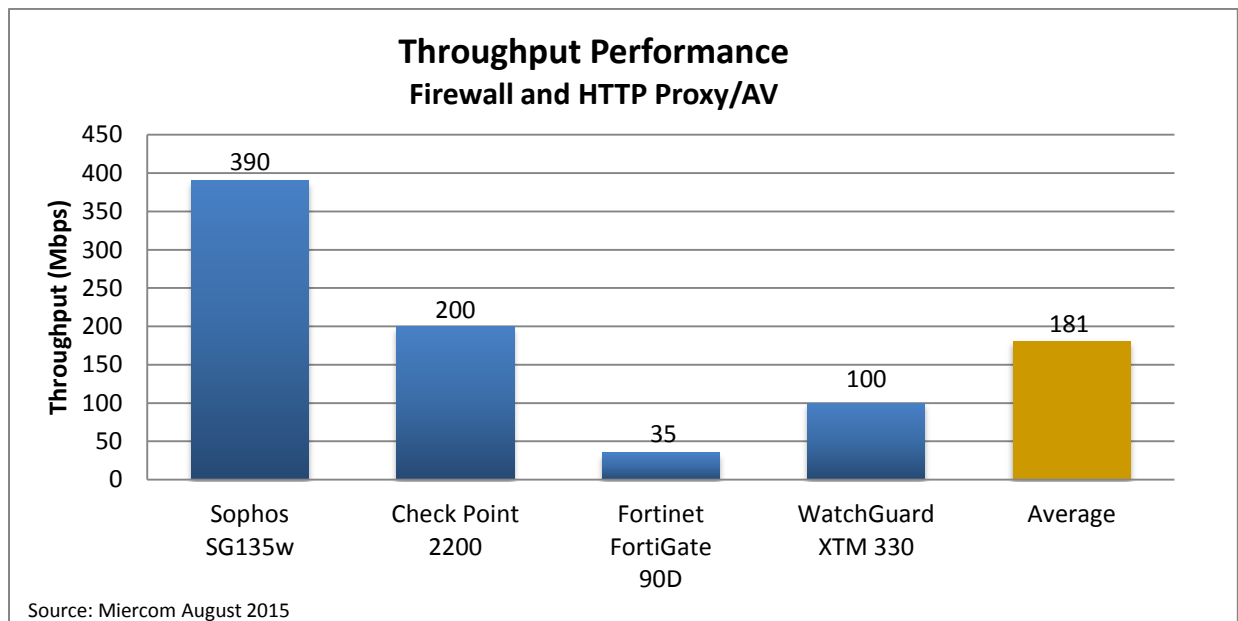 Throughput Performance
Firewall and HTTP Proxy/AV
Throughput (Mbps)
450
400
350
300
250
200
150
100
50
0
390
200
35
100
181
Sophos
SG135w
Check Point
2200
Fortinet
FortiGate
90D
WatchGuard
XTM 330
Average
Source: Miercom August 2015